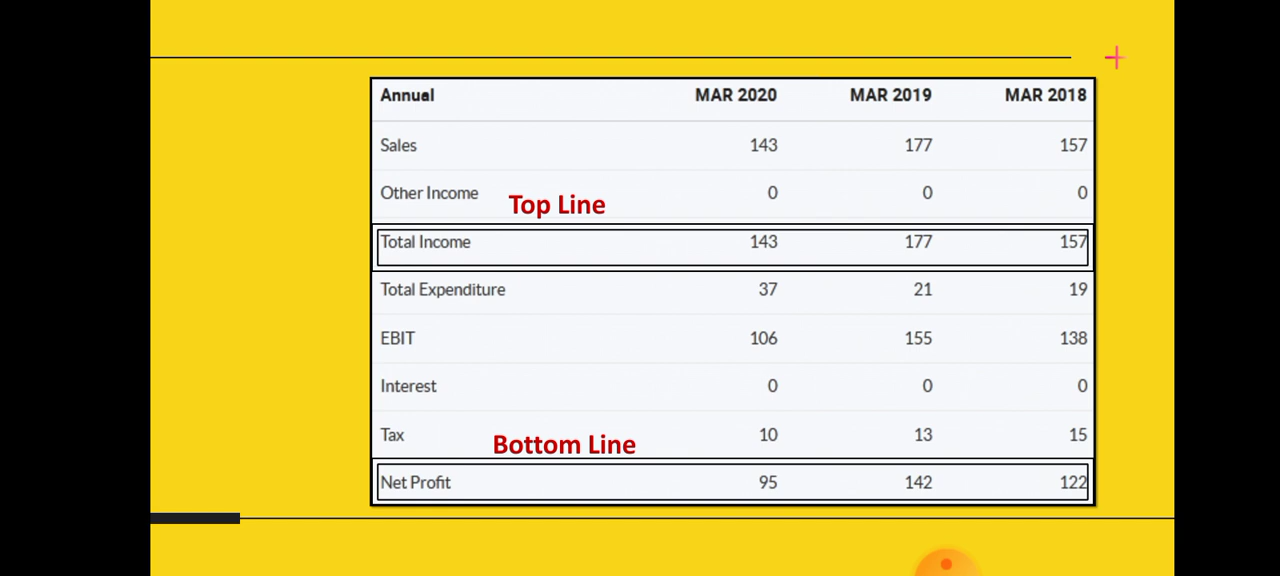 Annual MAR 2020 MAR 2019 MAR 2018
Sales 143 177 157
Other Income 0 0 0
Top Line
Total Income 143 177 157
Total Expenditure 37 21 19
EBIT 106 155 138
Interest 0 0 0
Tax 10 13 15
Bottom Line
Net Profit 95 142 122